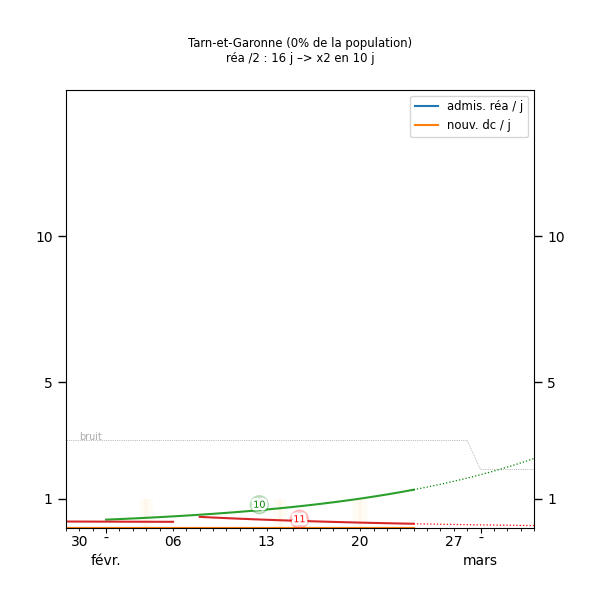 Tarn-et-Garonne (0% de la population)
réa /2 : 16 j –> x2 en 10 j
admis. réa / j
nouv. dc / j
10 10
5 5
bruit
1 1
10
11
30 - 06 13 20 27 -
févr. mars